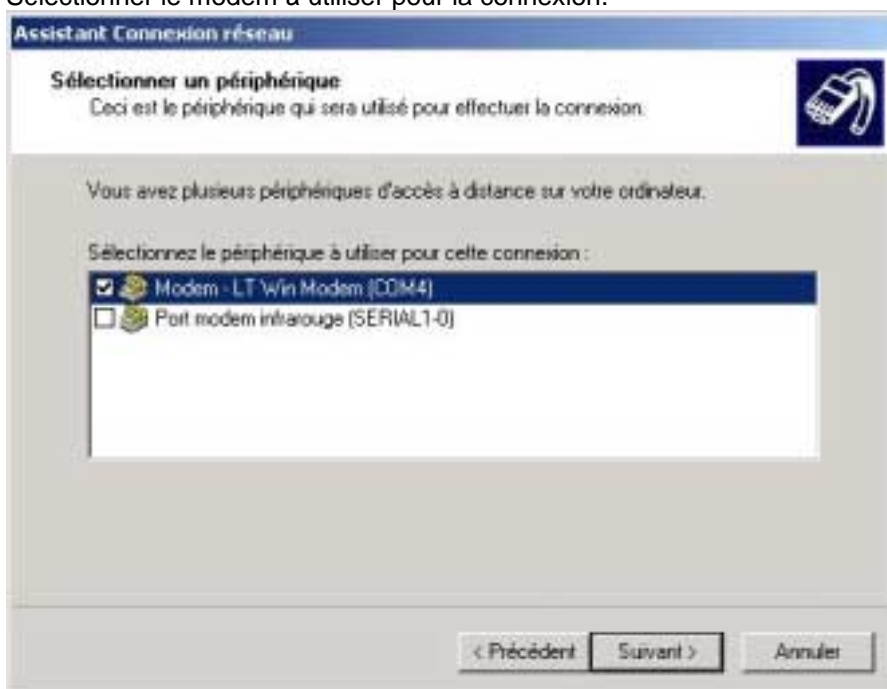 Sélectionner le modem à utiliser pour la connexion.
Assistant Connexion réseau
Sélectionner un périphérique
Ceci est le périphérique qui sera utilisé pour effectuer la connexion.
Vous avez plusieurs périphériques d'accès à distance sur votre ordinateur.
Sélectionnez le périphérique à utiliser pour cette connexion :
Modem - LT Win Modem (COM4)
Port modem infrarouge (SERIAL1-0)
< Précédent Suivant > Annuler